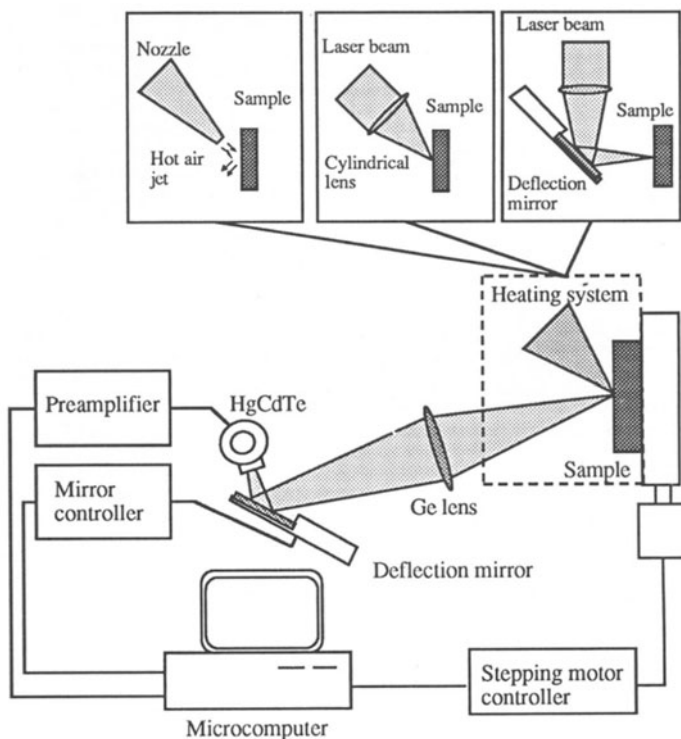 Nozzle
Sample
Hot air
jet
Laser beam
Sample
Cylindrical
lens
Laser beam
Sample
Deflection
mirror
Heating system
Preamplifier
HgCdTe
Mirror
controller
Sample
Ge lens
Deflection mirror
Stepping motor
controller
Microcomputer